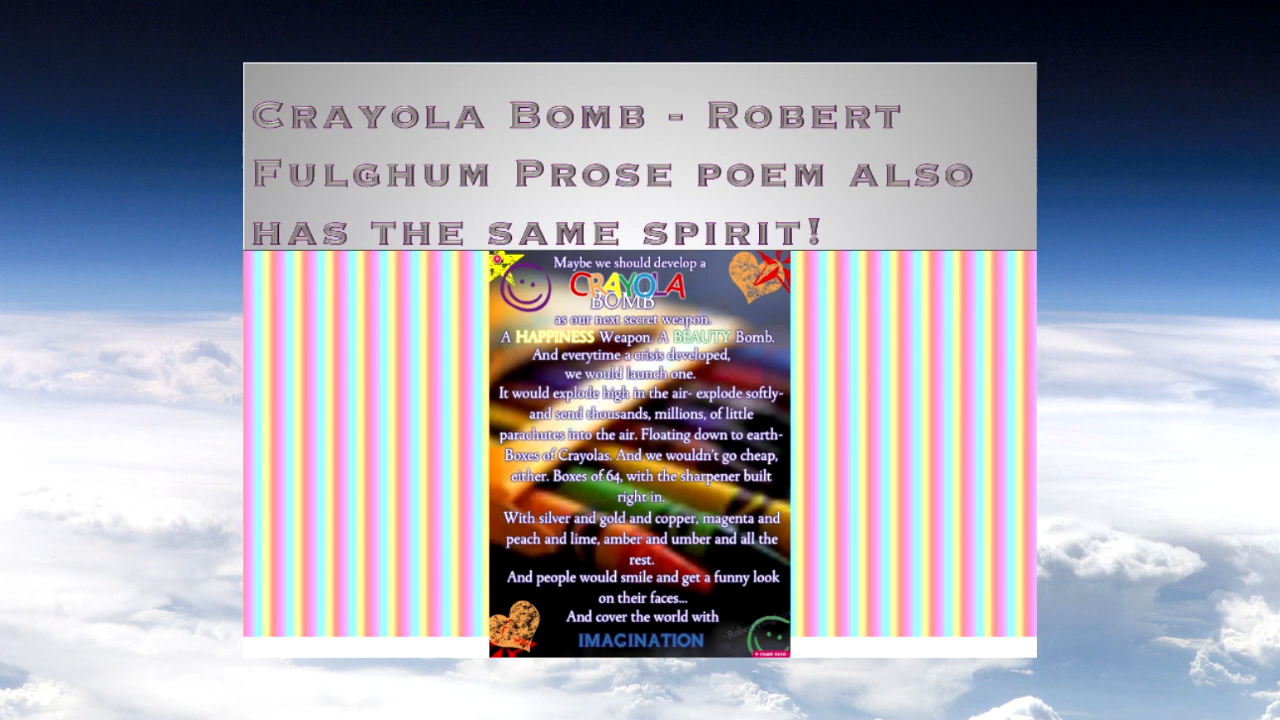 Crayola Bomb - Robert
Fulghum Prose poem also
has the same spirit!
Maybe we should develop a
CRAYOLA
BOMB
as our next secret weapon.
A HAPPINESS Weapon. A BEAUTY Bomb.
And everytime a crisis developed,
we would launch one.
It would explode high in the air- explode softly-
and send thousands, millions, of little
parachutes into the air. Floating down to earth-
Boxes of Crayolas. And we wouldn't go cheap,
either. Boxes of 64, with the sharpener built
right in.
With silver and gold and copper, magenta and
peach and lime, amber and umber and all the
rest.
And people would smile and get a funny look
on their faces...
And cover the world with
IMAGINATION